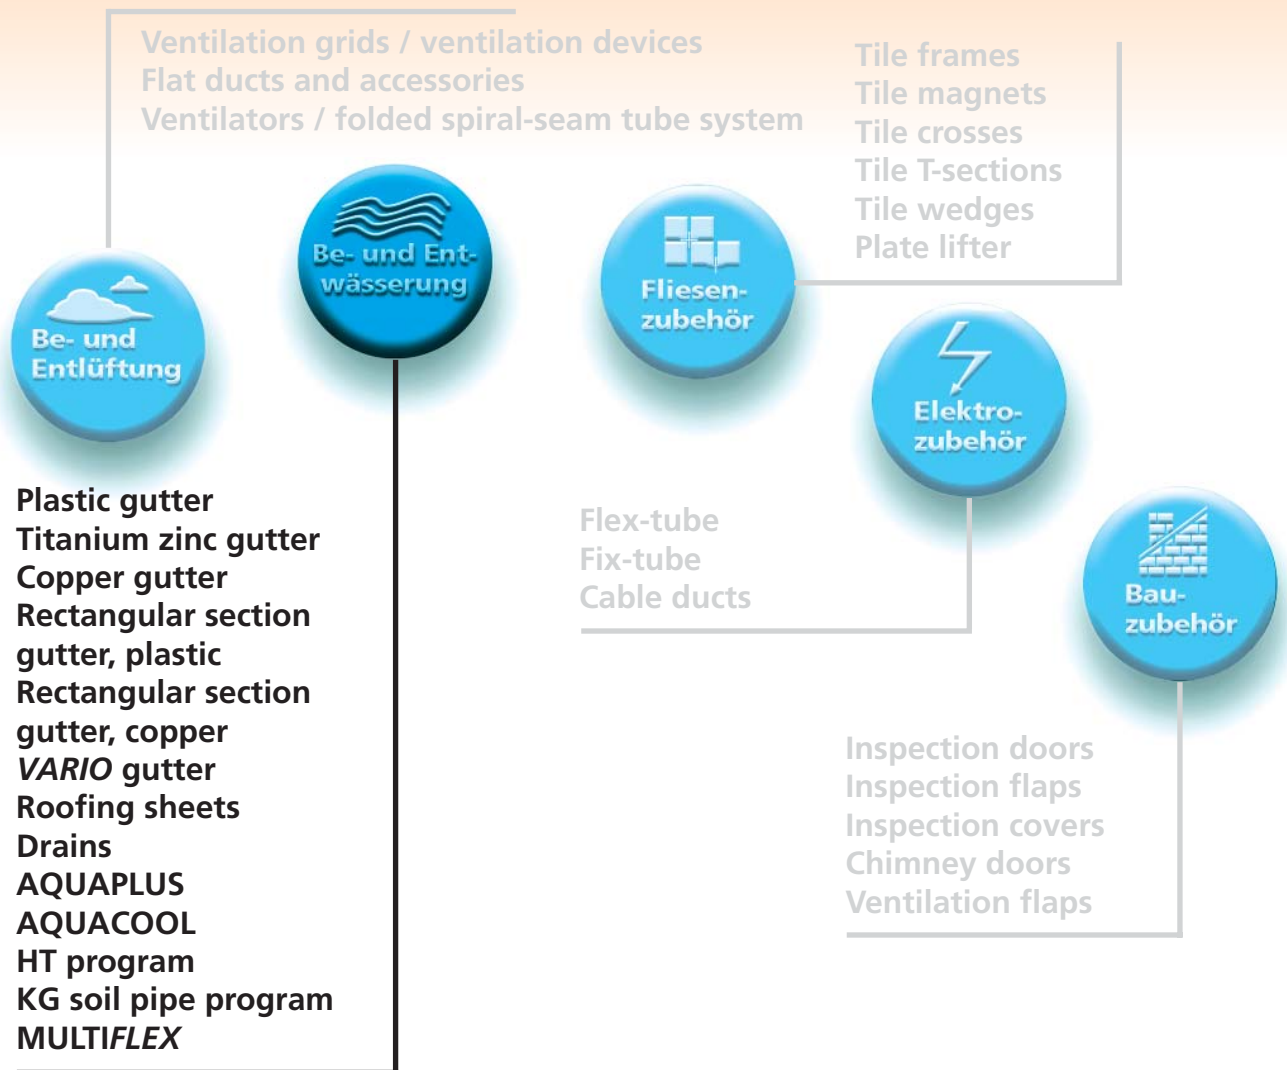 Ventilation grids / ventilation devices
Flat ducts and accessories
Ventilators / folded spiral-seam tube system
Tile frames
Tile magnets
Tile crosses
Tile T-sections
Tile wedges
Plate lifter
Be- und Ent-
wässerung
Fliesen-
zubehör
Be- und
Entlüftung
Elektro-
zubehör
Plastic gutter
Titanium zinc gutter
Copper gutter
Rectangular section
gutter, plastic
Rectangular section
gutter, copper
VARIO gutter
Roofing sheets
Drains
AQUAPLUS
AQUACOOL
HT program
KG soil pipe program
MULTIFLEX
Flex-tube
Fix-tube
Cable ducts
Bau-
zubehör
Inspection doors
Inspection flaps
Inspection covers
Chimney doors
Ventilation flaps